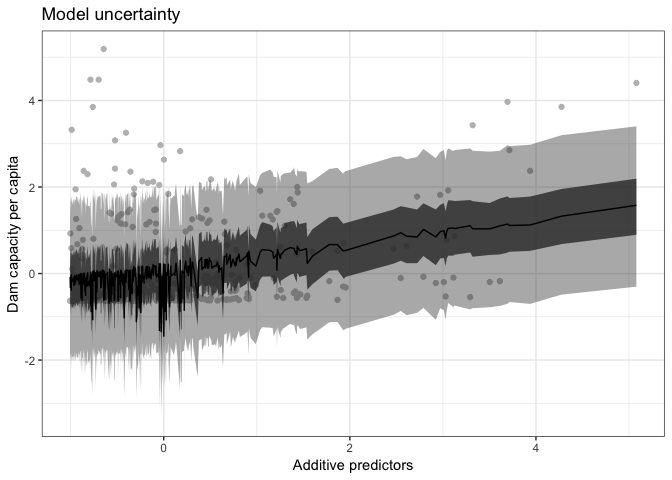 Model uncertainty
Dam capacity per capita
4
2
0
-2
0 2 4
Additive predictors